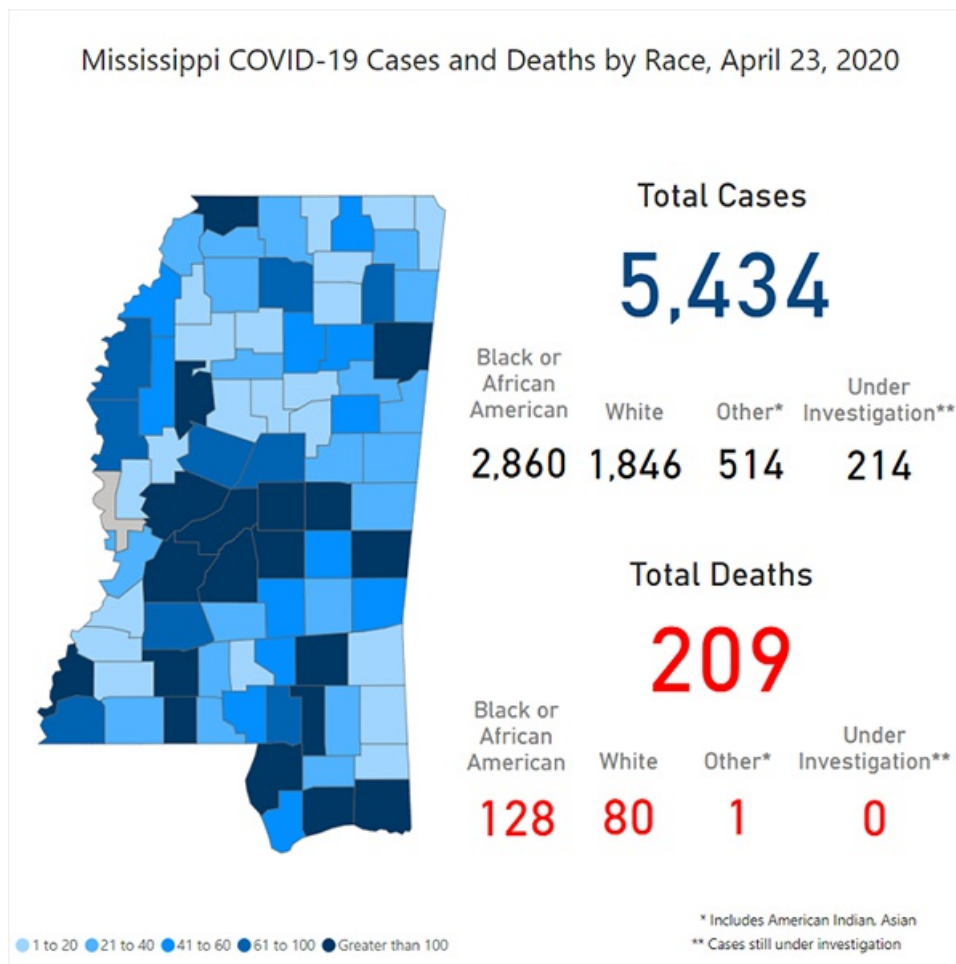 Mississippi COVID-19 Cases and Deaths by Race, April 23, 2020
Total Cases
5,434
Black or
African
American
White
Other*
Under
Investigation**
2,860
1,846
514
214
Total Deaths
209
Black or
African
American
White
Other*
Under
Investigation**
128
80
1
0
* Includes American Indian, Asian
** Cases still under investigation
1 to 20
21 to 40
41 to 60
61 to 100
Greater than 100